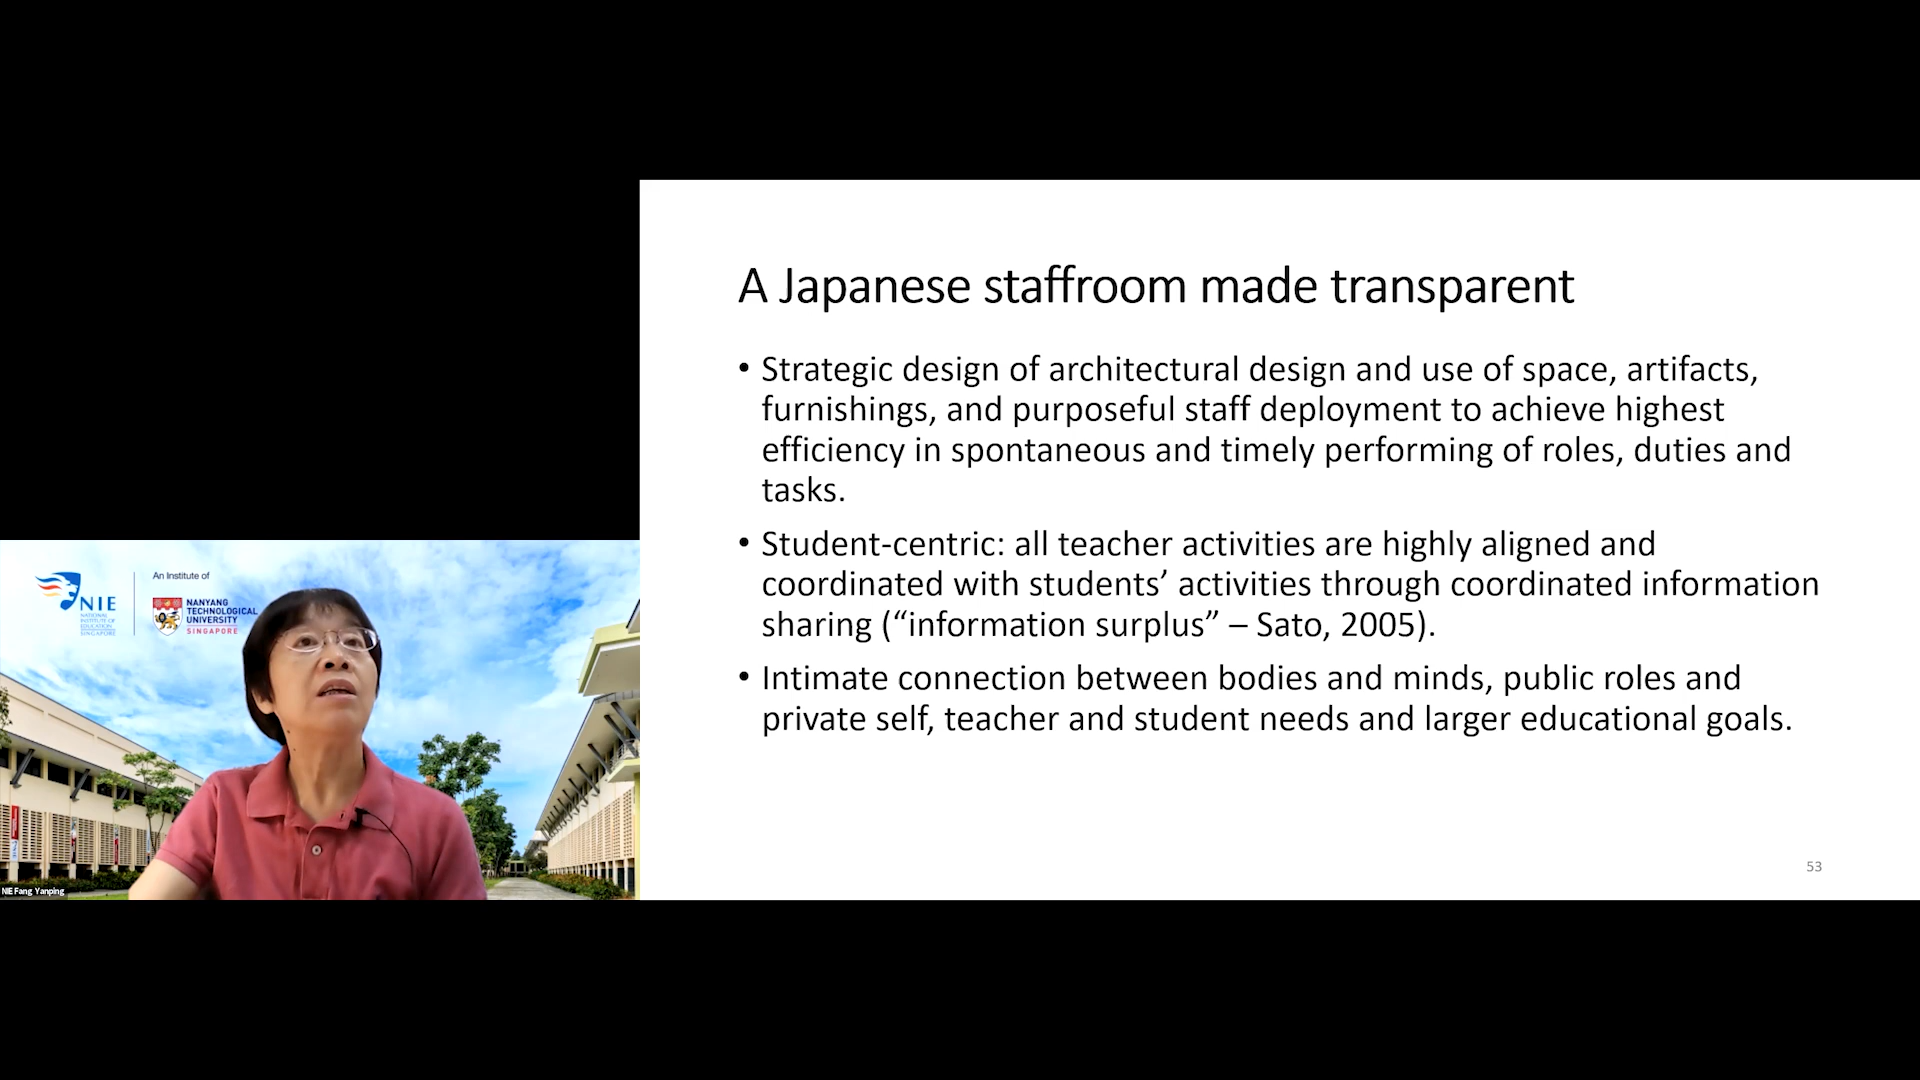 A Japanese staffroom made transparent
• Strategic design of architectural design and use of space, artifacts,
furnishings, and purposeful staff deployment to achieve highest
efficiency in spontaneous and timely performing of roles, duties and
tasks.
• Student-centric: all teacher activities are highly aligned and
coordinated with students’ activities through coordinated information
sharing (“information surplus” – Sato, 2005).
• Intimate connection between bodies and minds, public roles and
private self, teacher and student needs and larger educational goals.
53
An Institute of
NIE
NATIONAL
INSTITUTE OF
EDUCATION
SINGAPORE
NANYANG
TECHNOLOGICAL
UNIVERSITY
SINGAPORE
NIE Fang Yanping